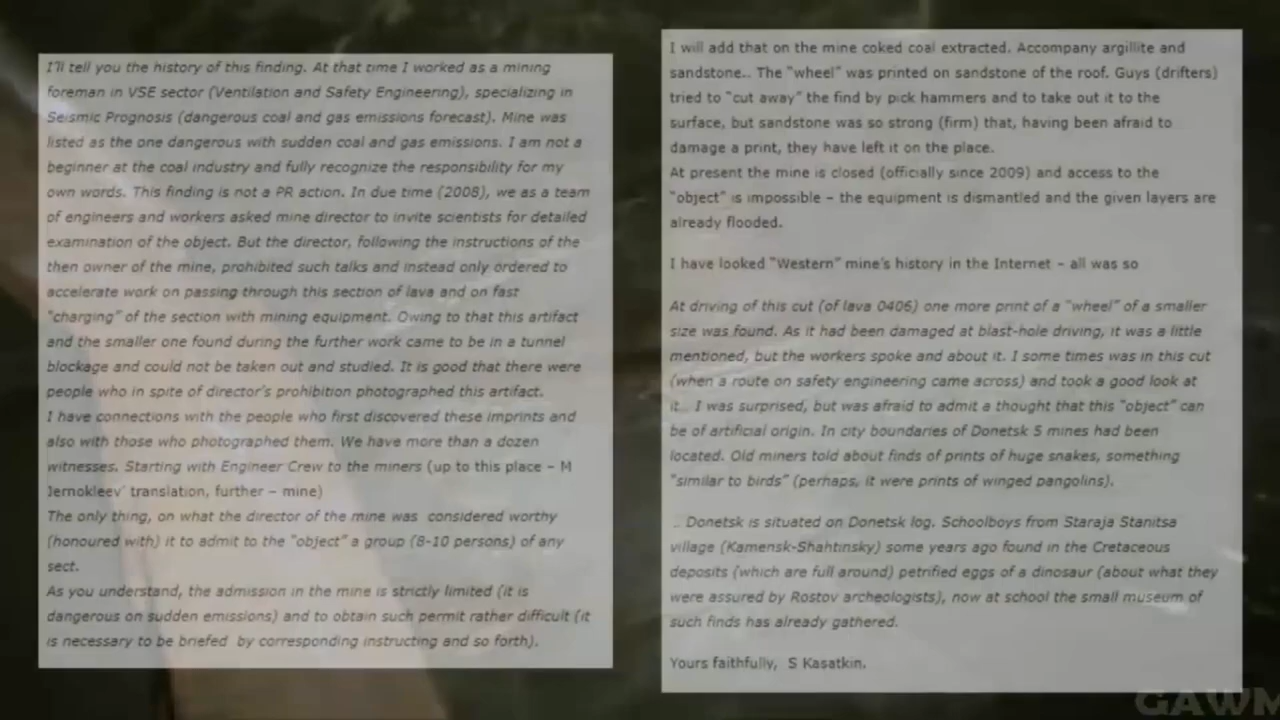 I'll tell you the history of this finding. At that time I worked as a mining
foreman in VSE sector (Ventilation and Safety Engineering), specializing in
Seismic Prognosis (dangerous coal and gas emissions forecast). Mine was
listed as the one dangerous with sudden coal and gas emissions. I am not a
beginner at the coal industry and fully recognize the responsibility for my
own words. This finding is not a PR action. In due time (2008), we as a team
of engineers and workers asked mine director to invite scientists for detailed
examination of the object. But the director, following the instructions of the
then owner of the mine, prohibited such talks and instead only ordered to
accelerate work on passing through this section of lava and on fast
"charging" of the section with mining equipment. Owing to that this artifact
and the smaller one found during the further work came to be in a tunnel
blockage and could not be taken out and studied. It is good that there were
people who in spite of director's prohibition photographed this artifact.
I have connections with the people who first discovered these imprints and
also with those who photographed them. We have more than a dozen
witnesses. Starting with Engineer Crew to the miners (up to this place – M
Jernokleev' translation, further – mine)
The only thing, on what the director of the mine was considered worthy
(honoured with) it to admit to the "object" a group (8-10 persons) of any
sect.
As you understand, the admission in the mine is strictly limited (it is
dangerous on sudden emissions) and to obtain such permit rather difficult (it
is necessary to be briefed by corresponding instructing and so forth).
I will add that on the mine coked coal extracted. Accompany argillite and
sandstone.. The "wheel" was printed on sandstone of the roof. Guys (drifters)
tried to "cut away" the find by pick hammers and to take out it to the
surface, but sandstone was so strong (firm) that, having been afraid to
damage a print, they have left it on the place.
At present the mine is closed (officially since 2009) and access to the
"object" is impossible – the equipment is dismantled and the given layers are
already flooded.
I have looked "Western" mine's history in the Internet – all was so
At driving of this cut (of lava 0406) one more print of a "wheel" of a smaller
size was found. As it had been damaged at blast-hole driving, it was a little
mentioned, but the workers spoke and about it. I some times was in this cut
(when a route on safety engineering came across) and took a good look at
it.. I was surprised, but was afraid to admit a thought that this "object" can
be of artificial origin. In city boundaries of Donetsk 5 mines had been
located. Old miners told about finds of prints of huge snakes, something
"similar to birds" (perhaps, it were prints of winged pangolins).
.. Donetsk is situated on Donetsk log. Schoolboys from Staraja Stanitsa
village (Kamensk-Shahtinsky) some years ago found in the Cretaceous
deposits (which are full around) petrified eggs of a dinosaur (about what they
were assured by Rostov archeologists), now at school the small museum of
such finds has already gathered.
Yours faithfully, S Kasatkin.
GAWM